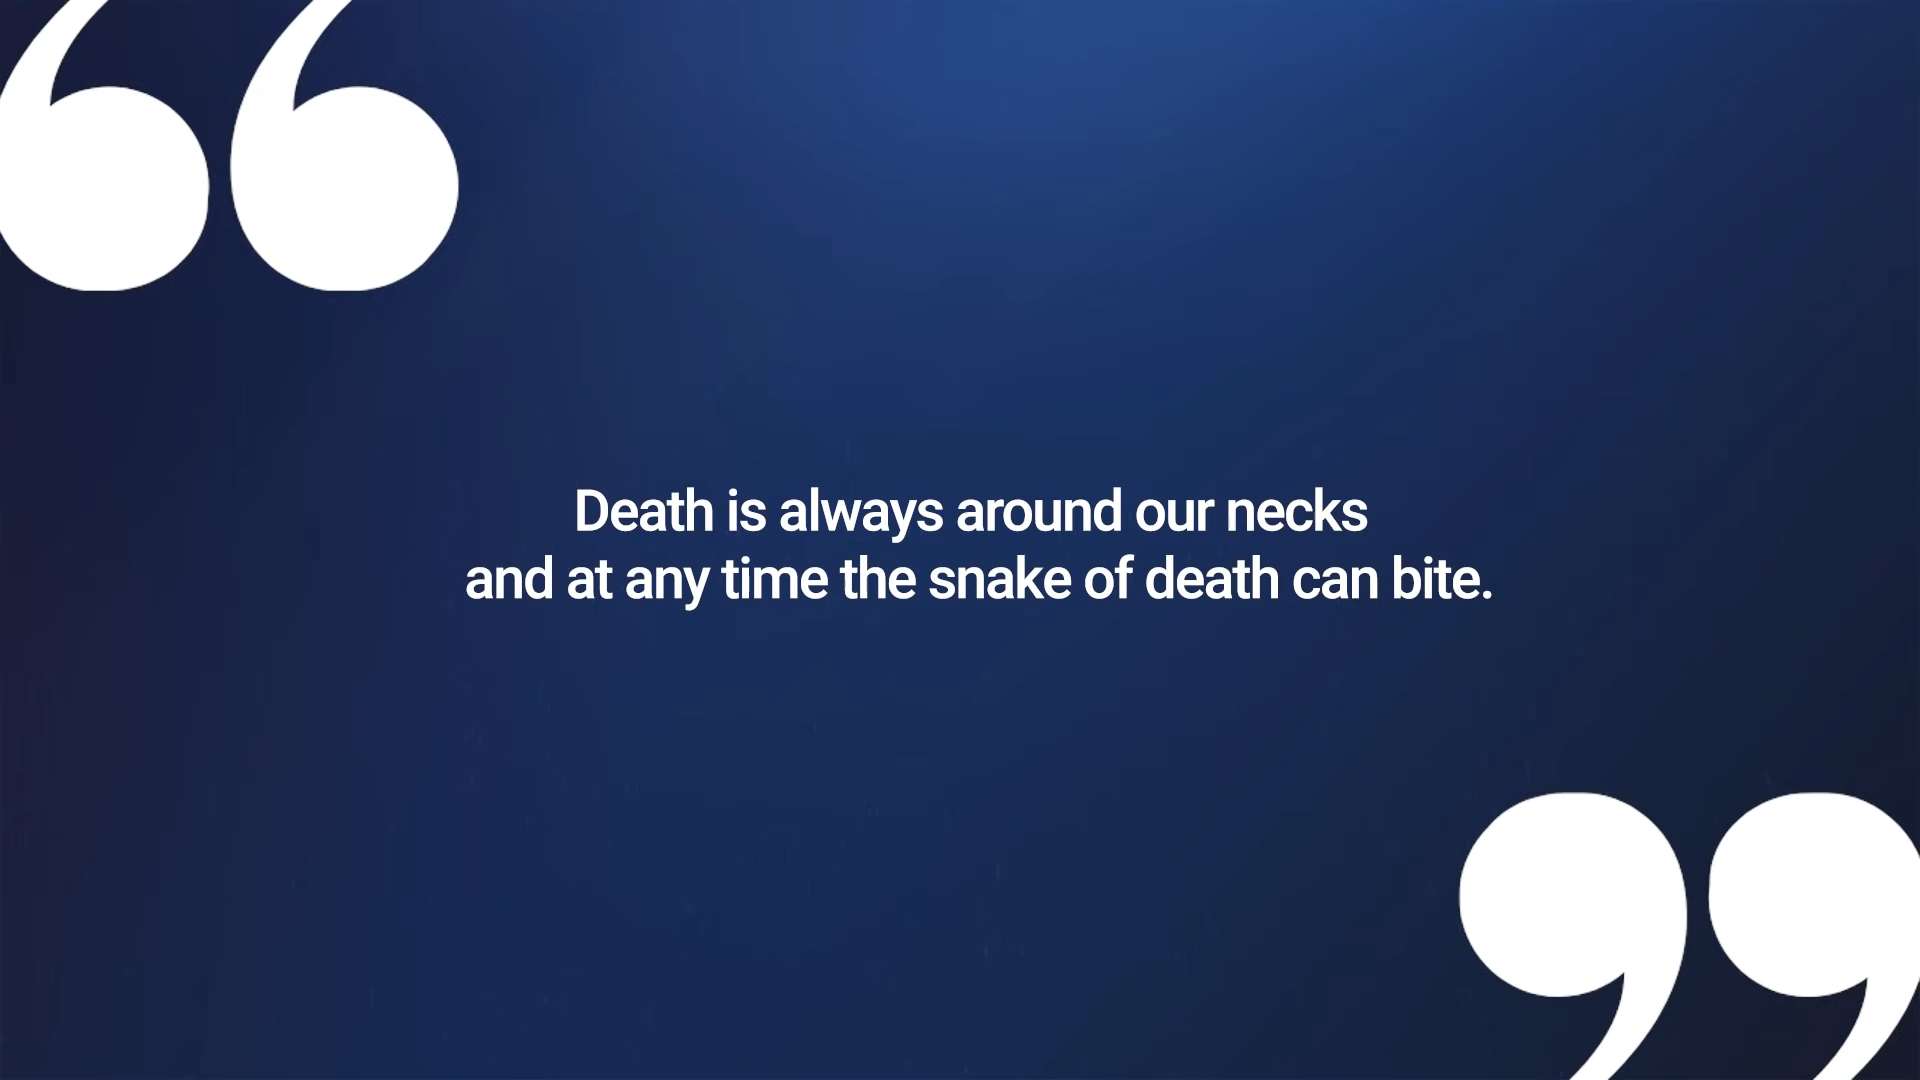 Death is always around our necks
and at any time the snake of death can bite.